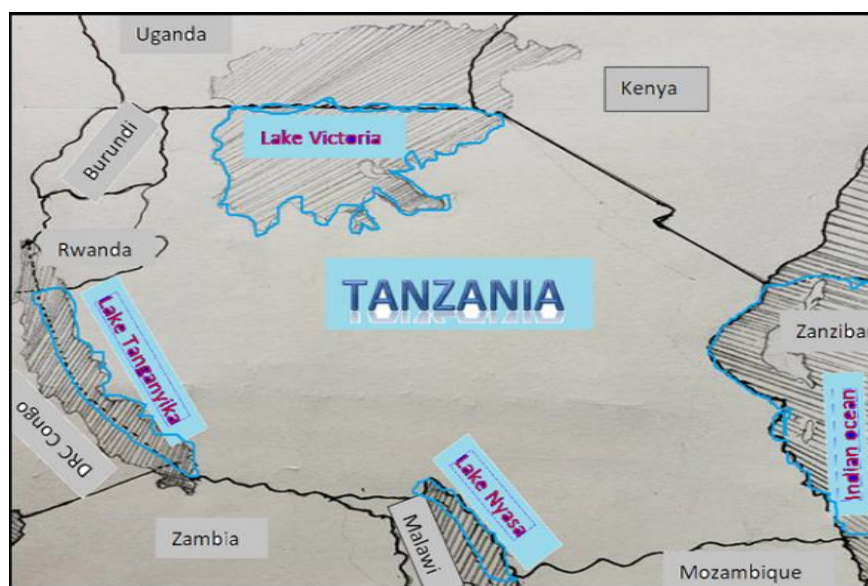 Uganda
Kenya
Burundi
Lake Victoria
Rwanda
TANZANIA
Lake Tanganyika
Zanzibar
DRC Congo
Indian ocean
Lake Nyasa
Zambia
Malawi
Mozambique